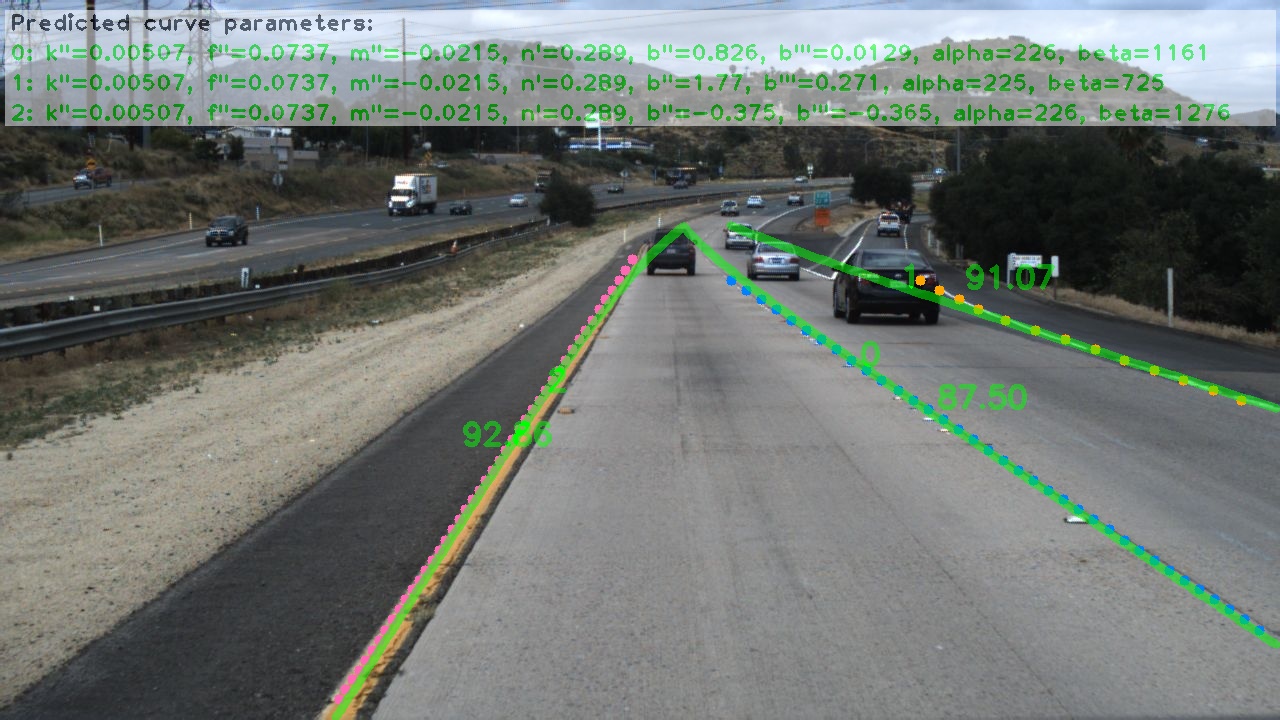 Predicted curve parameters:
0: k''=0.00507, f''=0.0737, m''=-0.0215, n'=0.289, b''=0.826, b'''=0.0129, alpha=226, beta=1161
1: k''=0.00507, f''=0.0737, m''=-0.0215, n'=0.289, b''=1.77, b'''=0.271, alpha=225, beta=725
2: k''=0.00507, f''=0.0737, m''=-0.0215, n'=0.289, b''=-0.375, b'''=-0.365, alpha=226, beta=1276
1 91.07
0
87.50
2
92.86